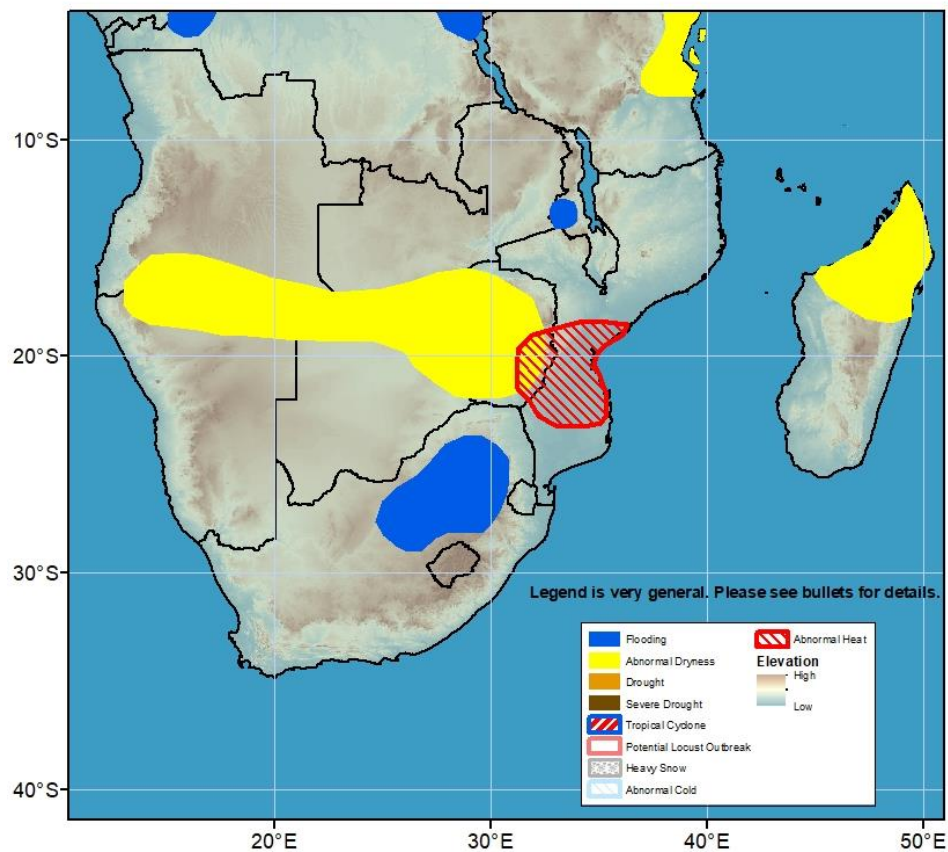 10°S
20°S
30°S
40°S
20°E
30°E
40°E
50°E
Legend is very general. Please see bullets for details.
Flooding
Abnormal Dryness
Drought
Severe Drought
Tropical Cyclone
Potential Locust Outbreak
Heavy Snow
Abnormal Cold
Abnormal Heat
Elevation
High
Low